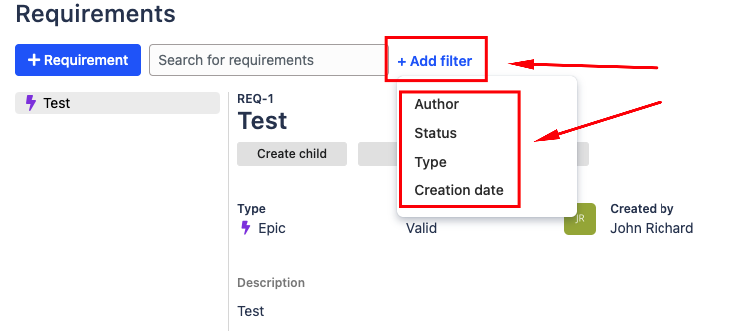 Requirements
+ Requirement
Search for requirements
+ Add filter
Test
REQ-1
Test
Author
Status
Type
Creation date
Create child
Type
Epic
Valid
JR
Created by
John Richard
Description
Test